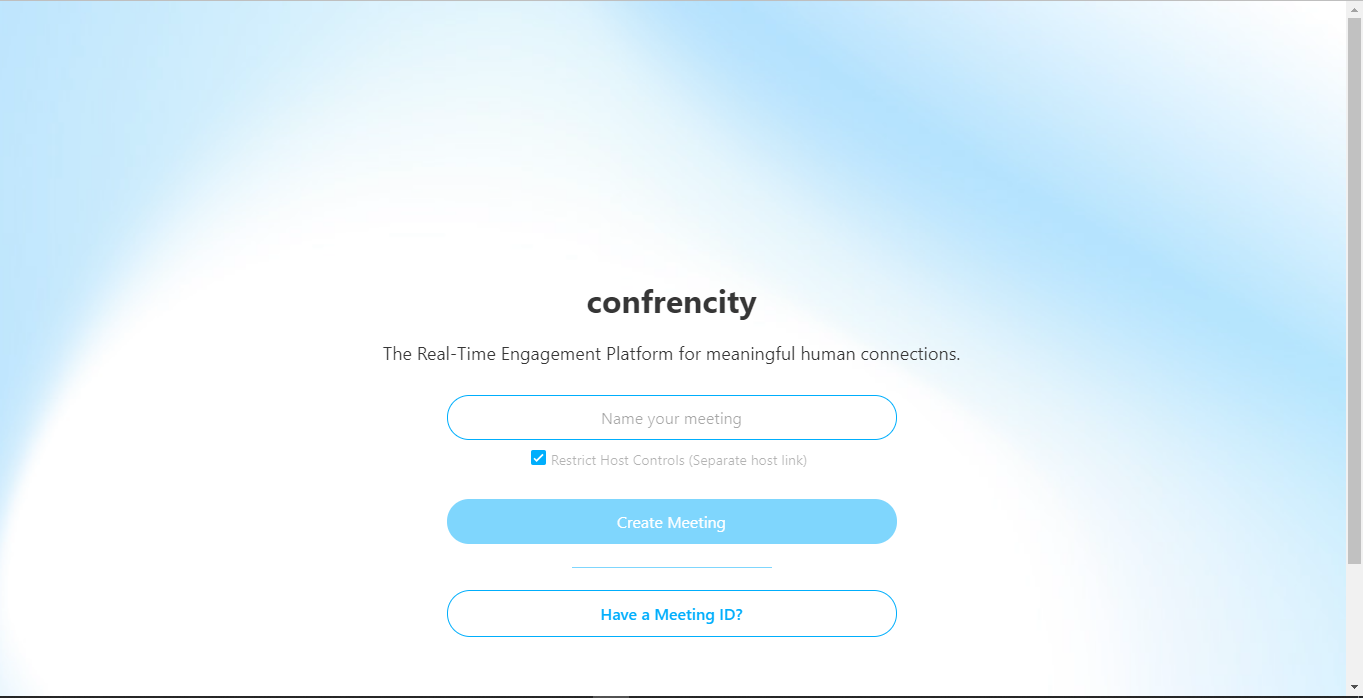 confrencity
The Real-Time Engagement Platform for meaningful human connections.
Name your meeting
Restrict Host Controls (Separate host link)
Create Meeting
Have a Meeting ID?